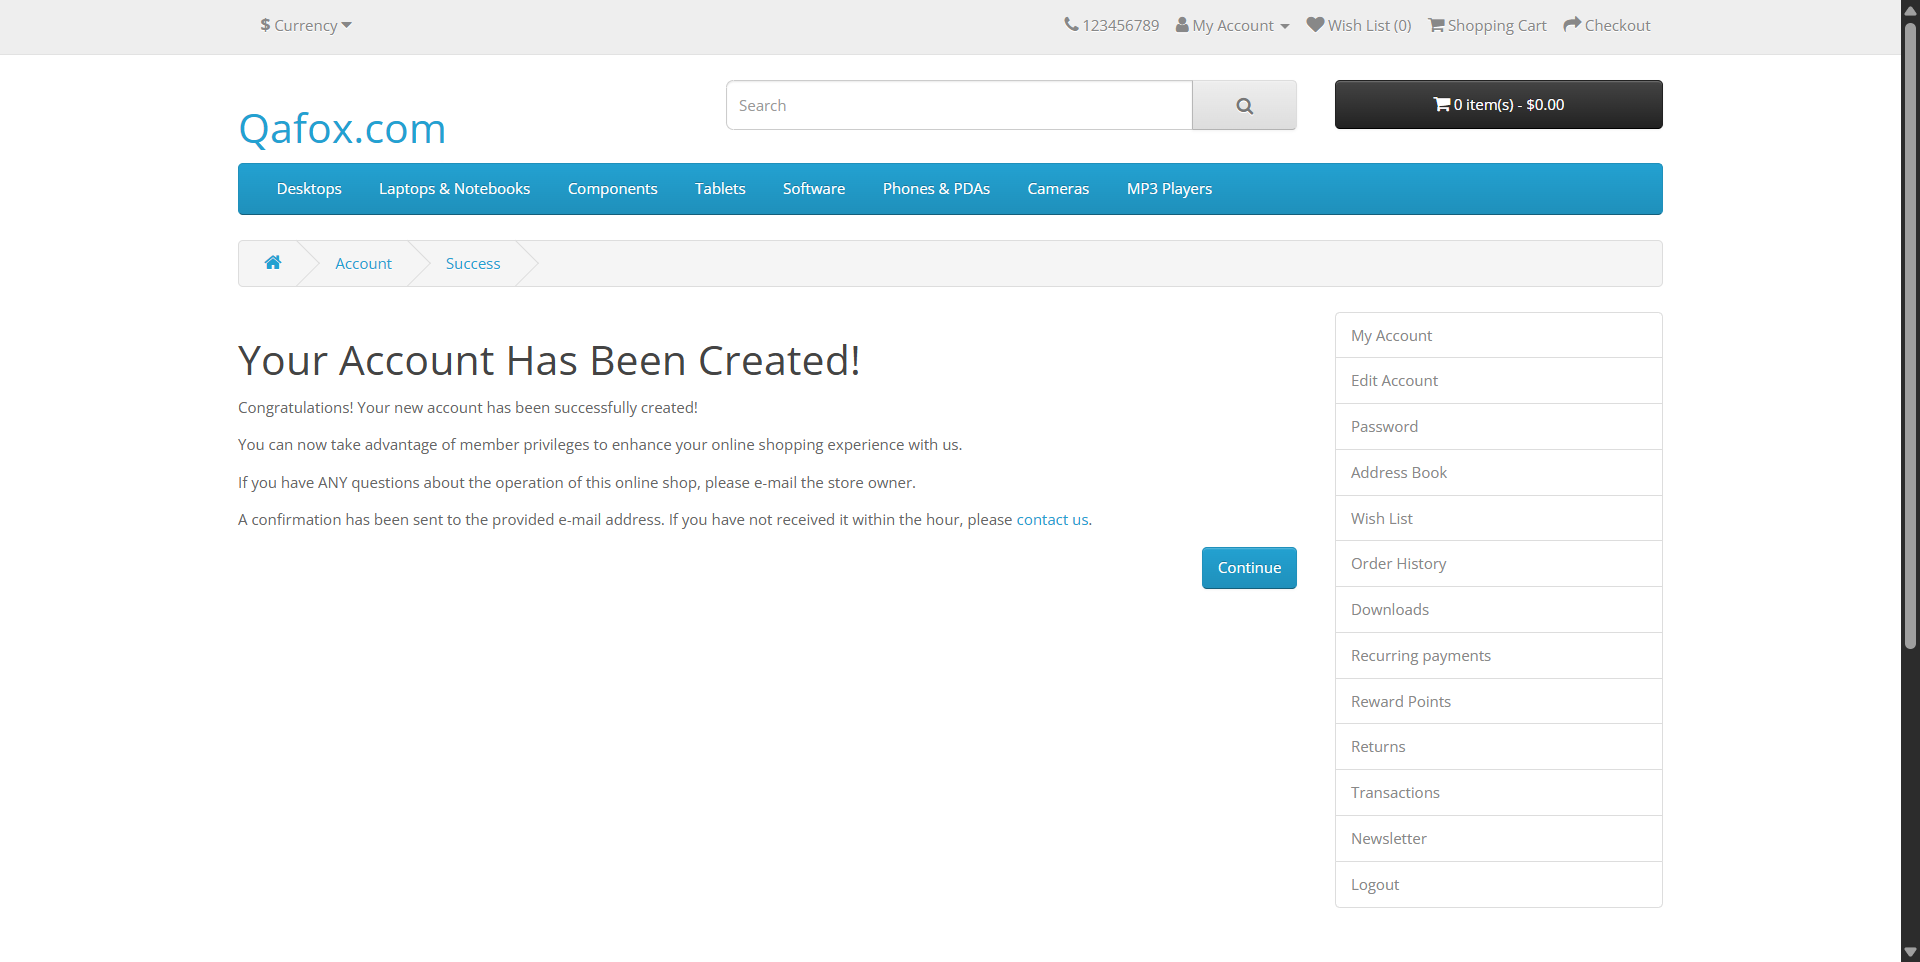 $ Currency
123456789 My Account Wish List (0) Shopping Cart Checkout
Search
0 item(s) - $0.00
Qafox.com
Desktops Laptops & Notebooks Components Tablets Software Phones & PDAs Cameras MP3 Players
Account Success
Your Account Has Been Created!
Congratulations! Your new account has been successfully created!
You can now take advantage of member privileges to enhance your online shopping experience with us.
If you have ANY questions about the operation of this online shop, please e-mail the store owner.
A confirmation has been sent to the provided e-mail address. If you have not received it within the hour, please contact us.
Continue
My Account
Edit Account
Password
Address Book
Wish List
Order History
Downloads
Recurring payments
Reward Points
Returns
Transactions
Newsletter
Logout